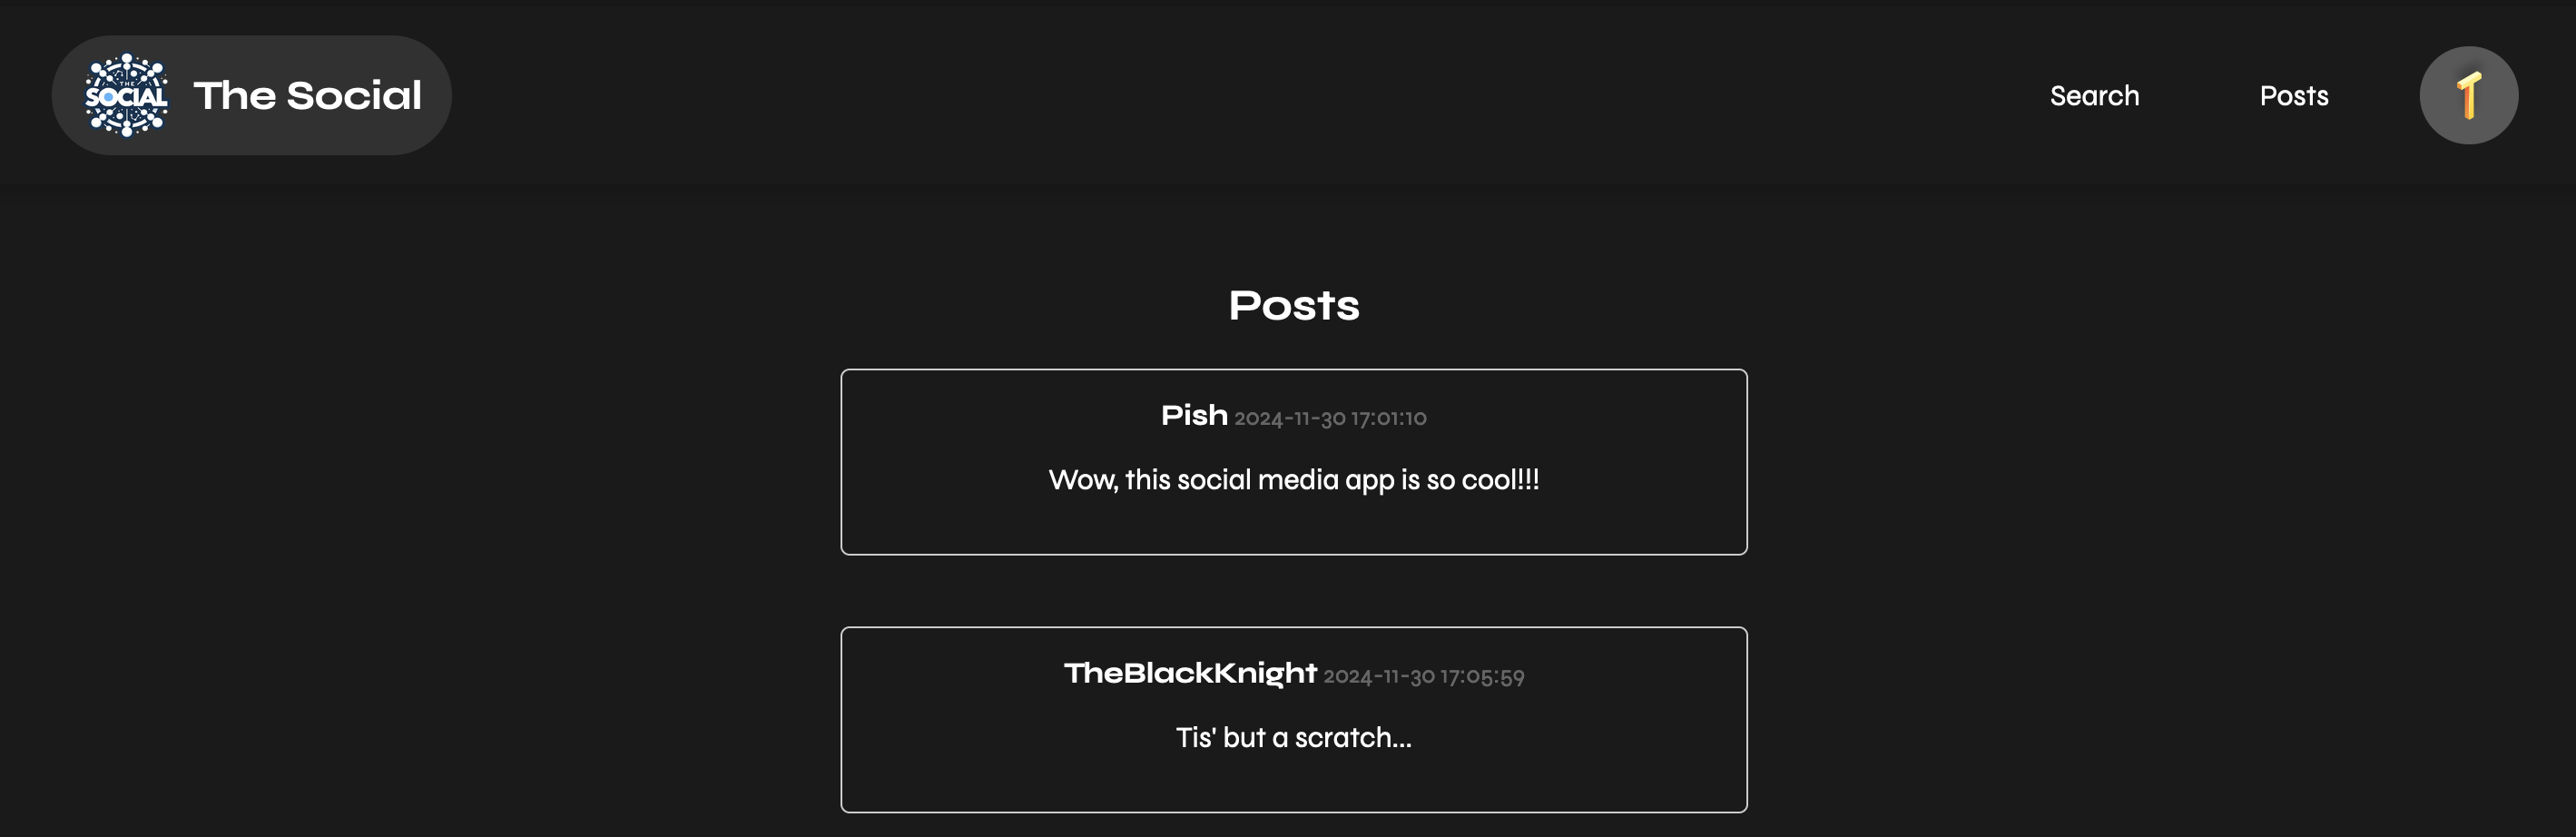 THE
SOCIAL
The Social
Search
Posts
T
Posts
Pish 2024-11-30 17:01:10
Wow, this social media app is so cool!!!
TheBlackKnight 2024-11-30 17:05:59
Tis' but a scratch...